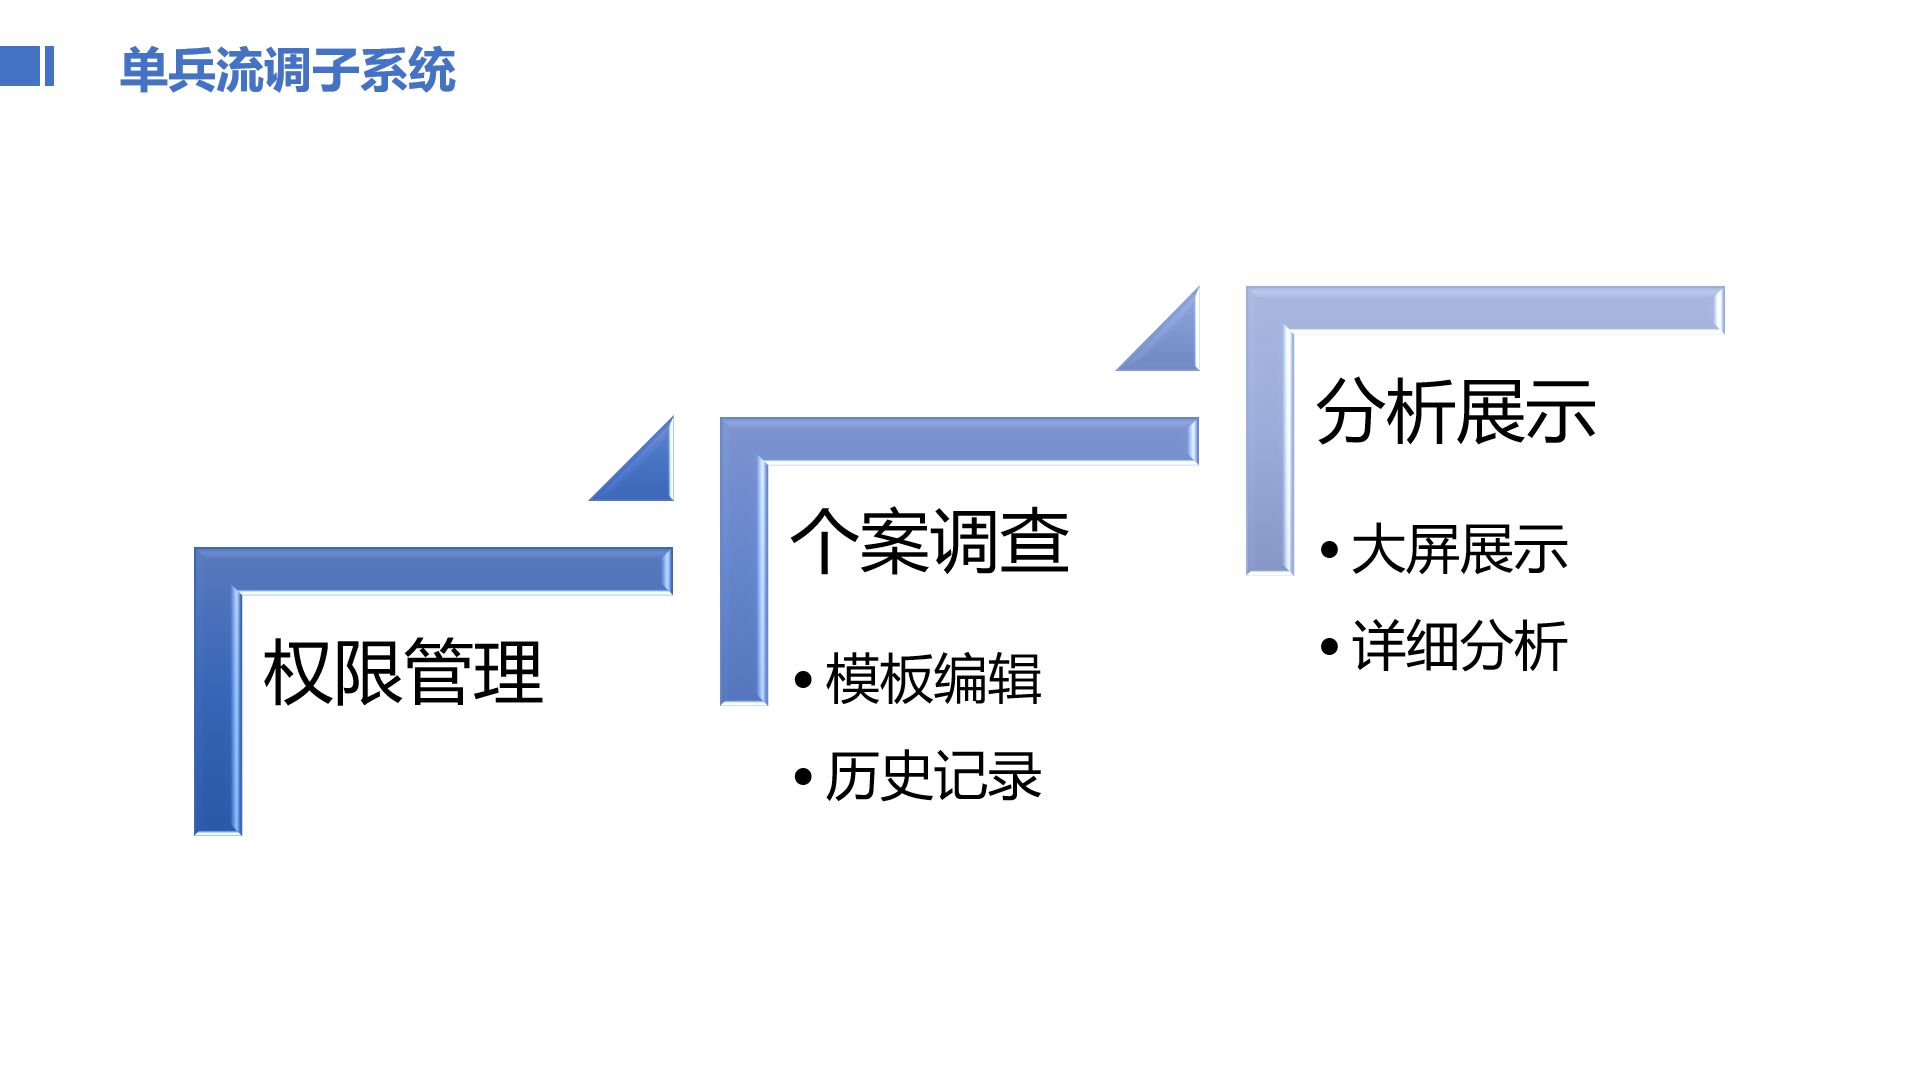 单兵流调子系统
权限管理
个案调查
• 模板编辑
• 历史记录
分析展示
• 大屏展示
• 详细分析